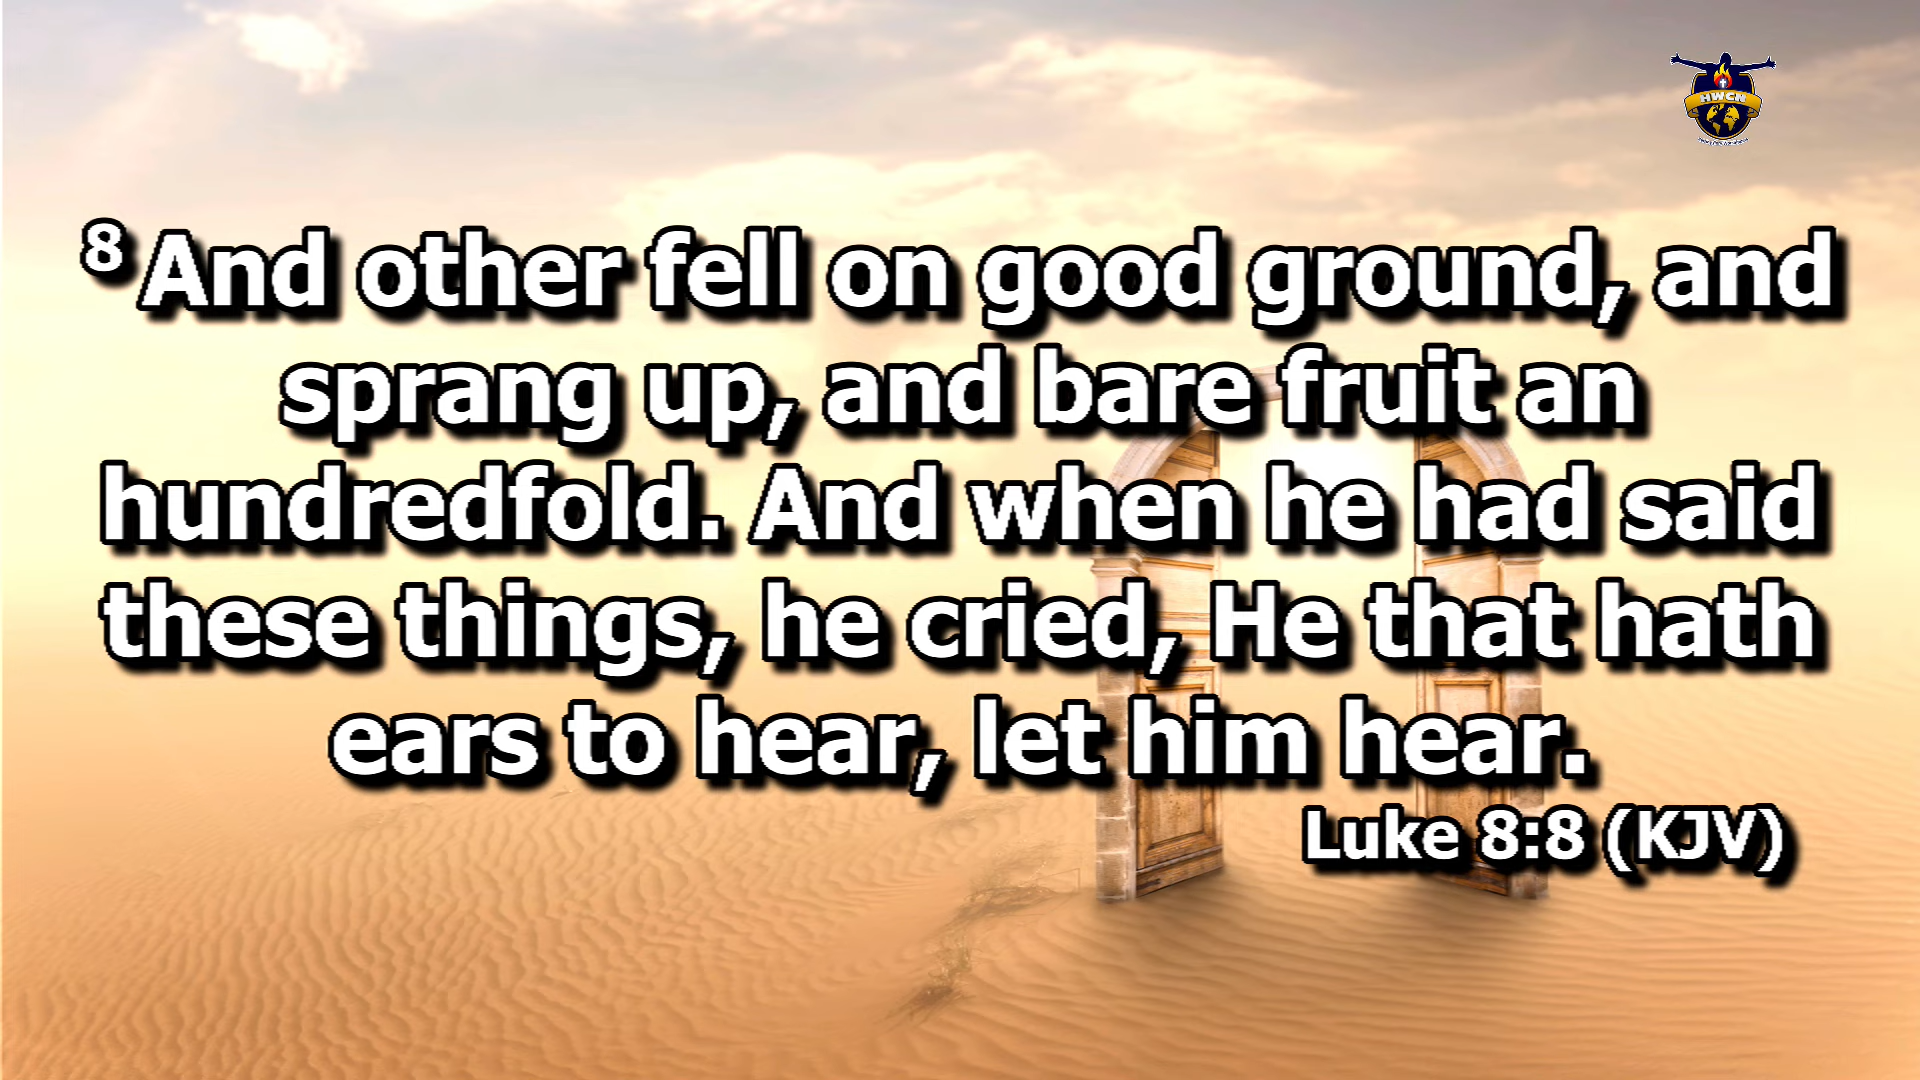 HWCN
8 And other fell on good ground, and
sprang up, and bare fruit an
hundredfold. And when he had said
these things, he cried, He that hath
ears to hear, let him hear.
Luke 8:8 (KJV)